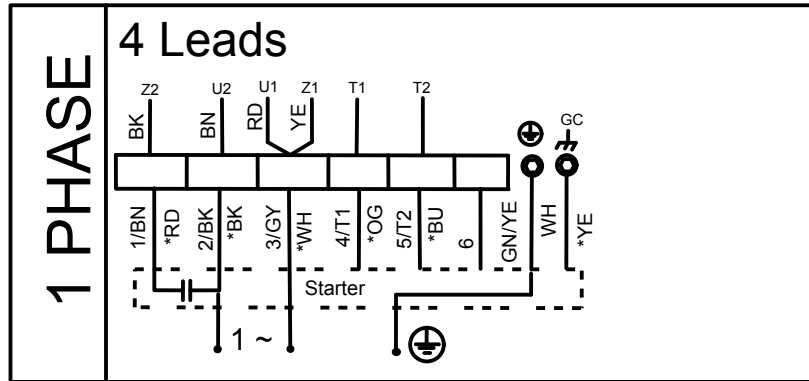 1 PHASE
4 Leads
Z2 U2 U1 Z1 T1 T2 GC
BK BN RD YE
1/BN *RD 2/BK *BK 3/GY *WH 4/T1 *OG 5/T2 *BU 6 GN/YE WH *YE
Starter
1 ~